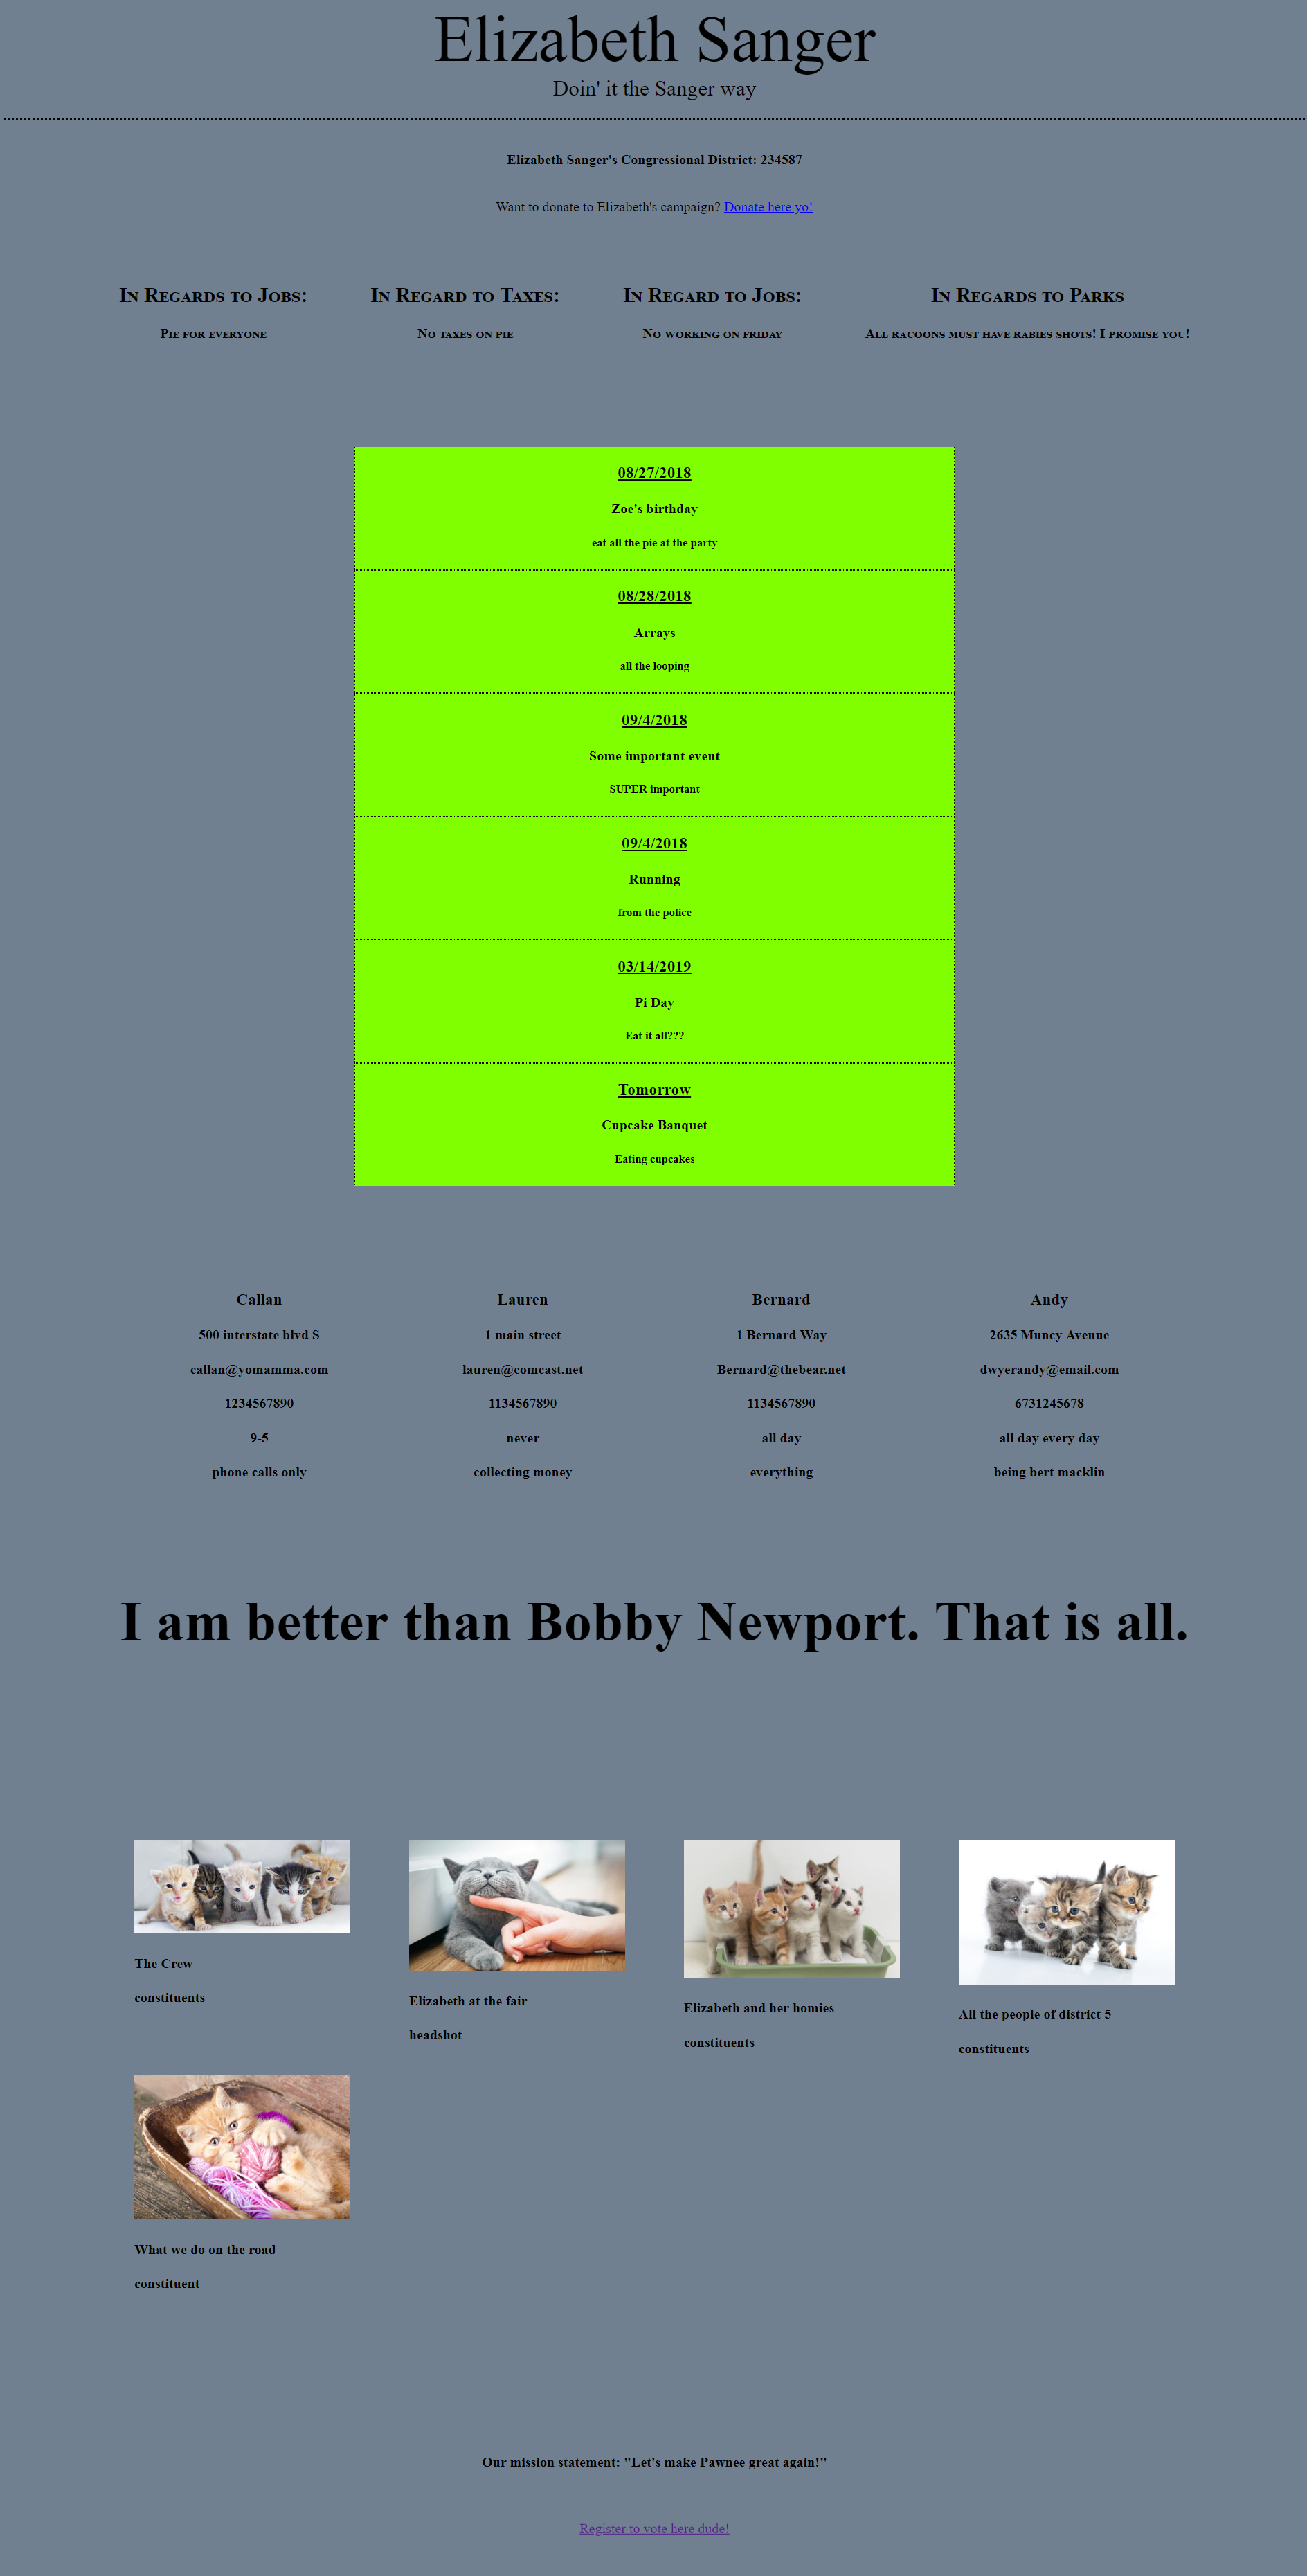 Elizabeth Sanger
Doin' it the Sanger way
Elizabeth Sanger's Congressional District: 234587
Want to donate to Elizabeth's campaign? Donate here yo!
In Regards to Jobs:
Pie for everyone
In Regard to Taxes:
No taxes on pie
In Regard to Jobs:
No working on friday
In Regards to Parks
All racoons must have rabies shots! I promise you!
08/27/2018
Zoe's birthday
eat all the pie at the party
08/28/2018
Arrays
all the looping
09/4/2018
Some important event
SUPER important
09/4/2018
Running
from the police
03/14/2019
Pi Day
Eat it all???
Tomorrow
Cupcake Banquet
Eating cupcakes
Callan
500 interstate blvd S
callan@yomamma.com
1234567890
9-5
phone calls only
Lauren
1 main street
lauren@comcast.net
1134567890
never
collecting money
Bernard
1 Bernard Way
Bernard@thebear.net
1134567890
all day
everything
Andy
2635 Muncy Avenue
dwyerandy@email.com
6731245678
all day every day
being bert macklin
I am better than Bobby Newport. That is all.
The Crew
constituents
Elizabeth at the fair
headshot
Elizabeth and her homies
constituents
All the people of district 5
constituents
What we do on the road
constituent
Our mission statement: "Let's make Pawnee great again!"
Register to vote here dude!